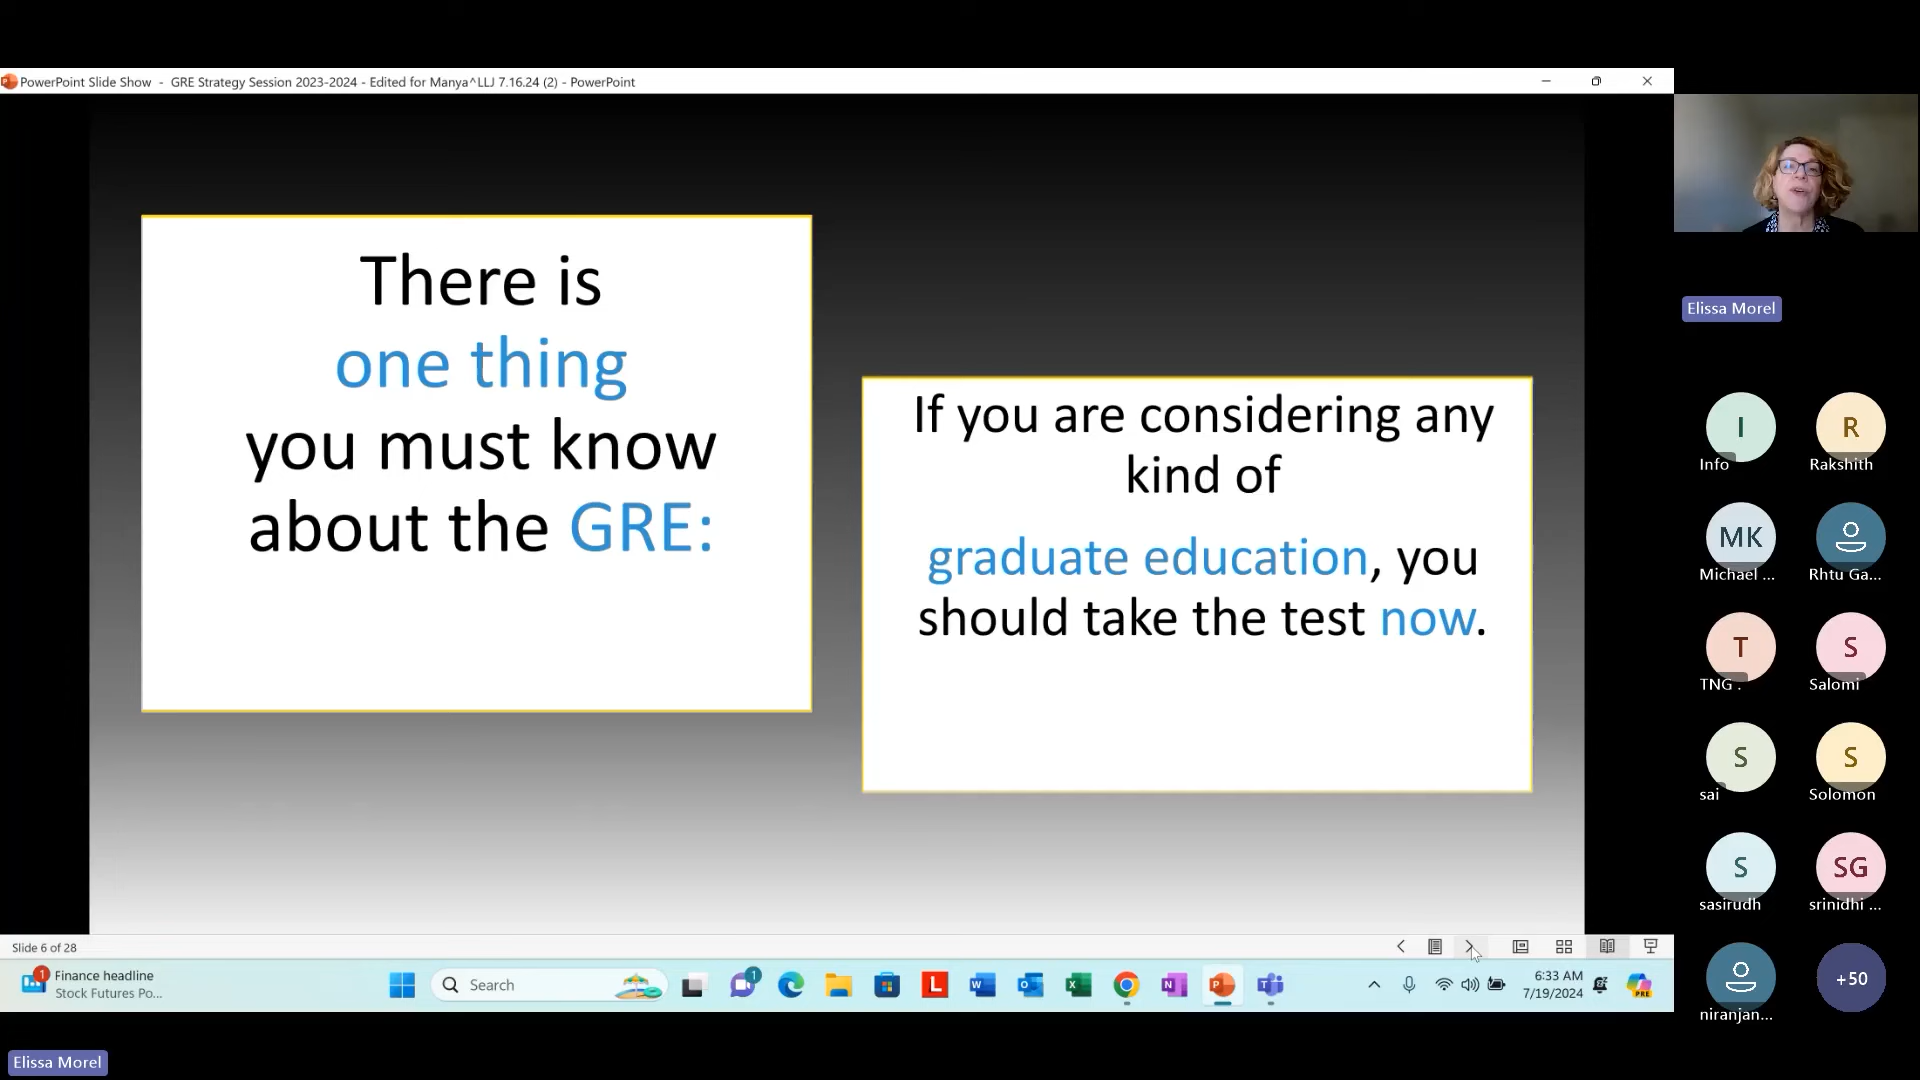 PowerPoint Slide Show - GRE Strategy Session 2023-2024 - Edited for Manya^LLJ 7.16.24 (2) - PowerPoint
There is
one thing
you must know
about the GRE:
If you are considering any
kind of
graduate education, you
should take the test now.
Elissa Morel
I
Info
R
Rakshith
MK
Michael ...
Rhtu Ga...
T
TNG .
S
Salomi
S
sai
S
Solomon
S
sasirudh
SG
srinidhi ...
niranjan...
+50
Slide 6 of 28
1
Finance headline
Stock Futures Po...
Search
1
L
W
O
X
N
P
T
6:33 AM
7/19/2024
PRE
Elissa Morel